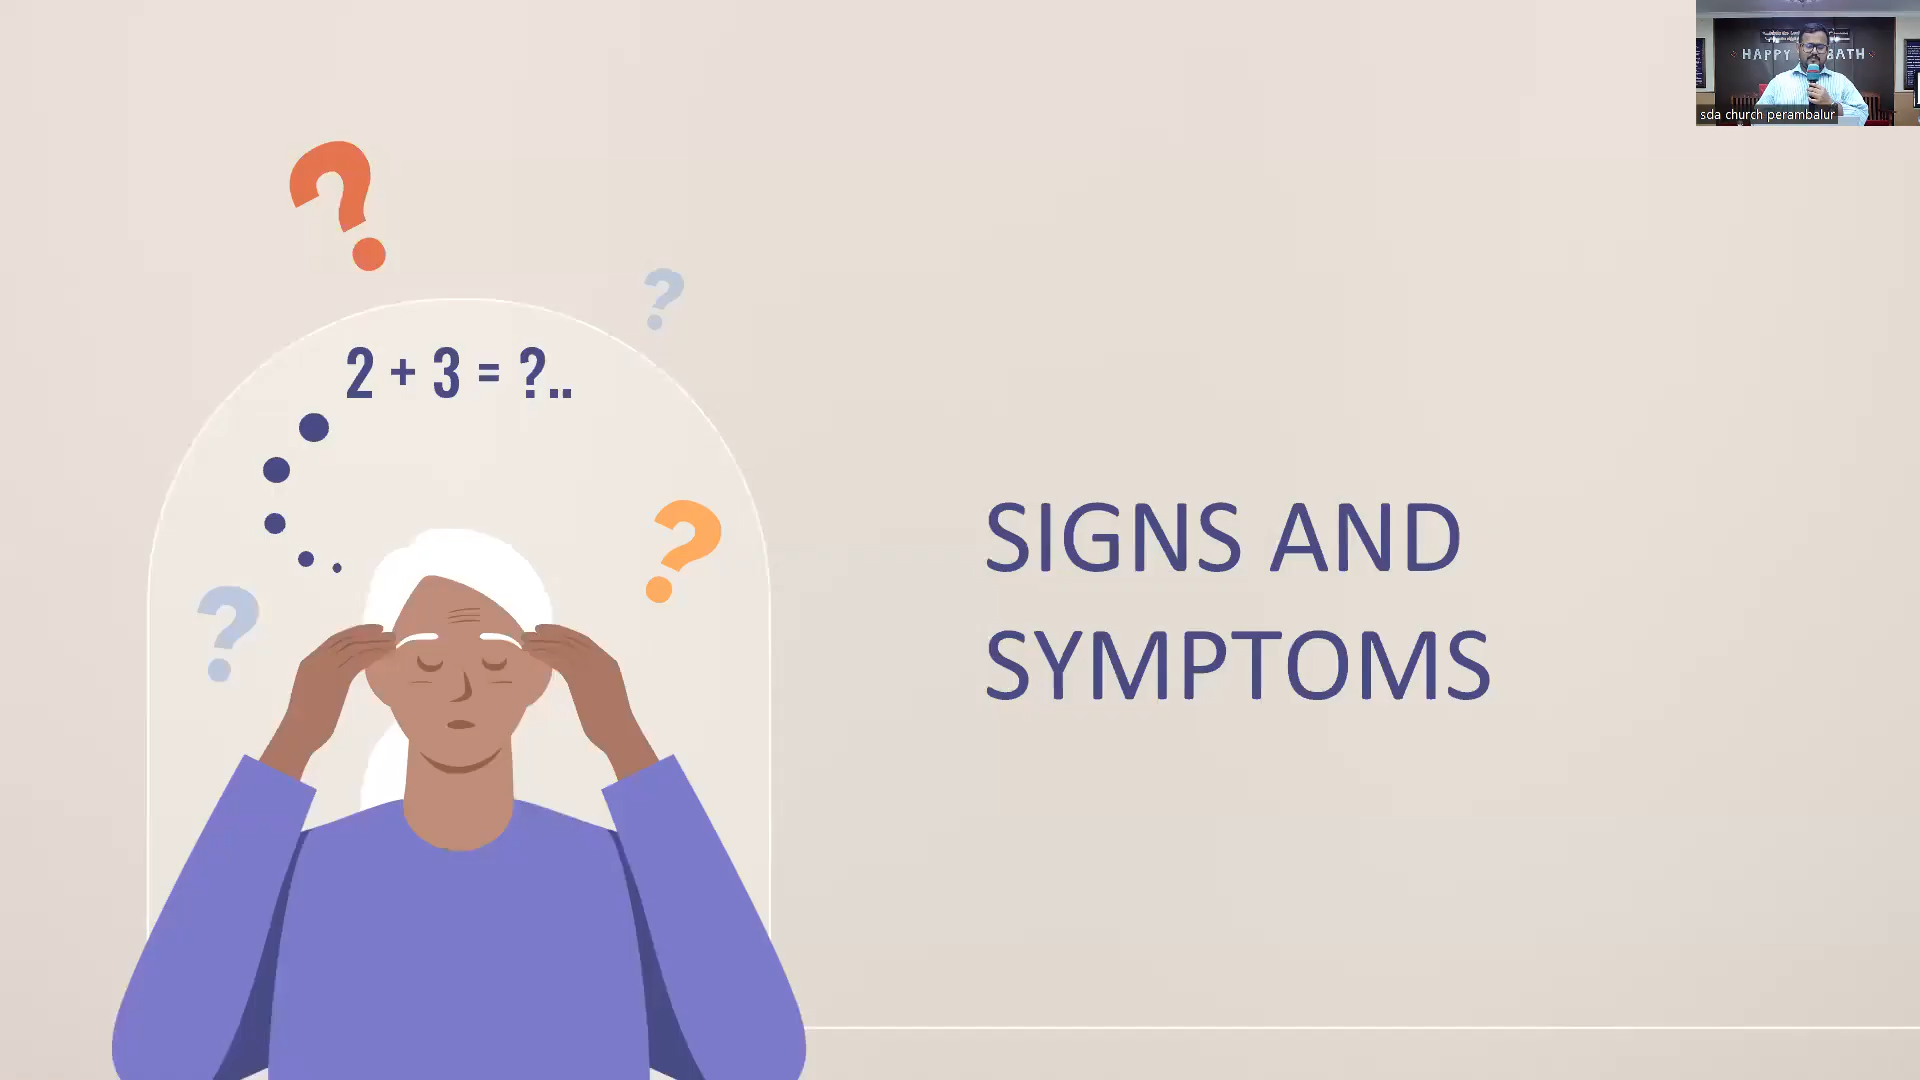 HAPPY
BATH
sda church perambalur
2 + 3 = ?..
SIGNS AND
SYMPTOMS